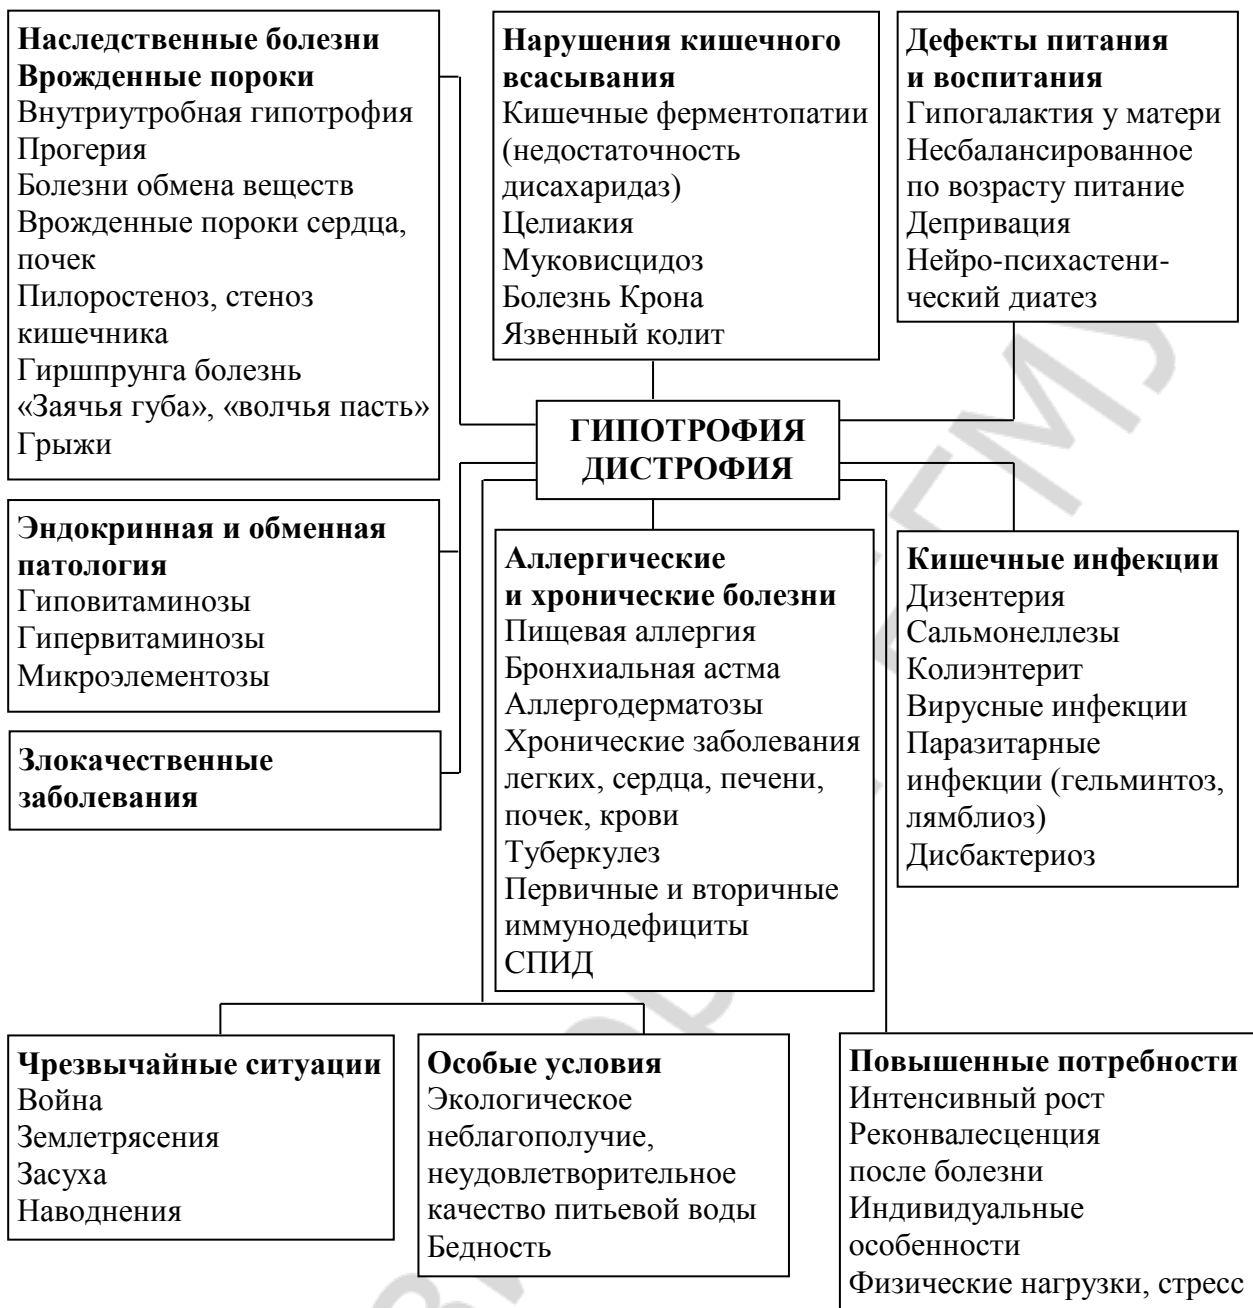 Наследственные болезни
Врожденные пороки
Внутриутробная гипотрофия
Прогерия
Болезни обмена веществ
Врожденные пороки сердца,
почек
Пилоростеноз, стеноз
кишечника
Гиршпрунга болезнь
«Заячья губа», «волчья пасть»
Грыжи
Нарушения кишечного
всасывания
Кишечные ферментопатии
(недостаточность
дисахаридаз)
Целиакия
Муковисцидоз
Болезнь Крона
Язвенный колит
Дефекты питания
и воспитания
Гипогалактия у матери
Несбалансированное
по возрасту питание
Депривация
Нейро-психастени-
ческий диатез
ГИПОТРОФИЯ
ДИСТРОФИЯ
Эндокринная и обменная
патология
Гиповитаминозы
Гипервитаминозы
Микроэлементозы
Злокачественные
заболевания
Аллергические
и хронические болезни
Пищевая аллергия
Бронхиальная астма
Аллергодерматозы
Хронические заболевания
легких, сердца, печени,
почек, крови
Туберкулез
Первичные и вторичные
иммунодефициты
СПИД
Кишечные инфекции
Дизентерия
Сальмонеллезы
Колиэнтерит
Вирусные инфекции
Паразитарные
инфекции (гельминтоз,
лямблиоз)
Дисбактериоз
Чрезвычайные ситуации
Война
Землетрясения
Засуха
Наводнения
Особые условия
Экологическое
неблагополучие,
неудовлетворительное
качество питьевой воды
Бедность
Повышенные потребности
Интенсивный рост
Реконвалесценция
после болезни
Индивидуальные
особенности
Физические нагрузки, стресс